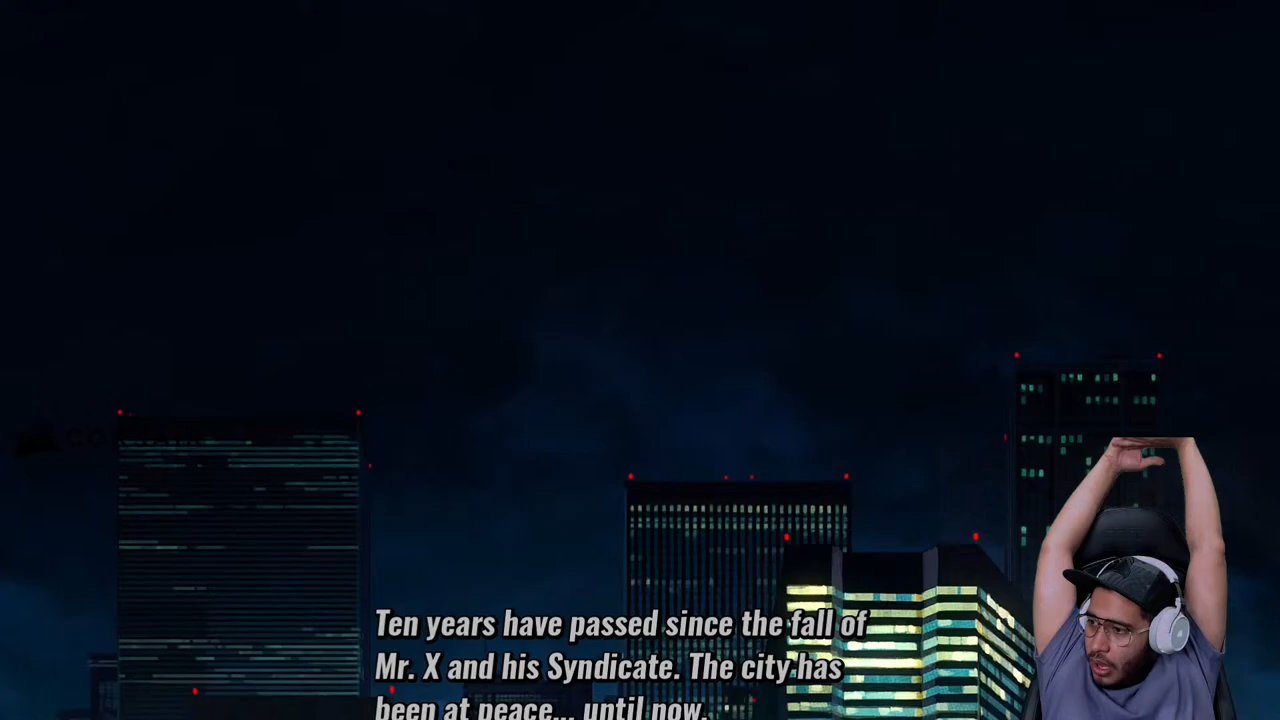 Ten years have passed since the fall of
Mr. X and his Syndicate. The city has
been at peace... until now.